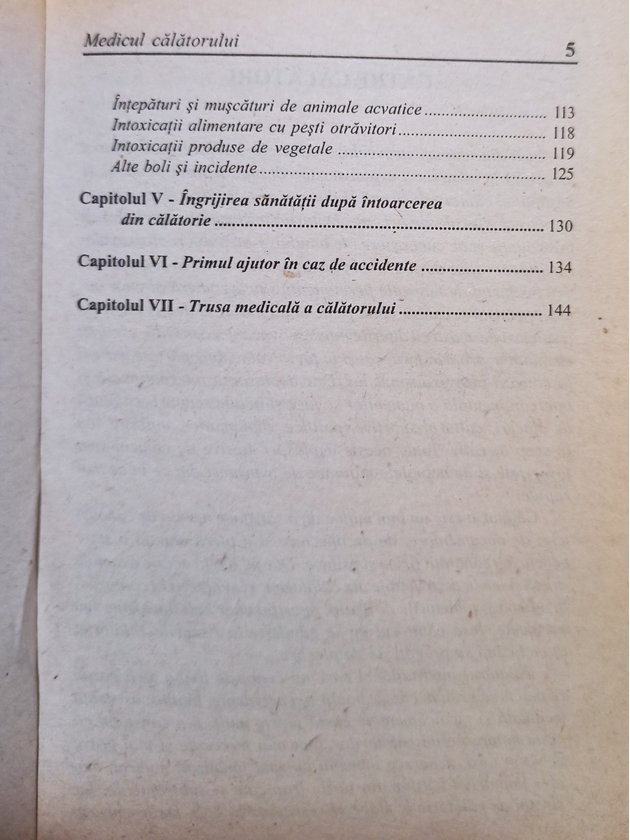 Medicul călătorului 5
Înțepături și mușcături de animale acvatice .............................. 113
Intoxicații alimentare cu pești otrăvitori ................................... 118
Intoxicații produse de vegetale .................................................. 119
Alte boli și incidente ................................................................... 125
Capitolul V - Îngrijirea sănătății după întoarcerea
din călătorie ................................................................................ 130
Capitolul VI - Primul ajutor în caz de accidente .............................. 134
Capitolul VII - Trusa medicală a călătorului ................................... 144